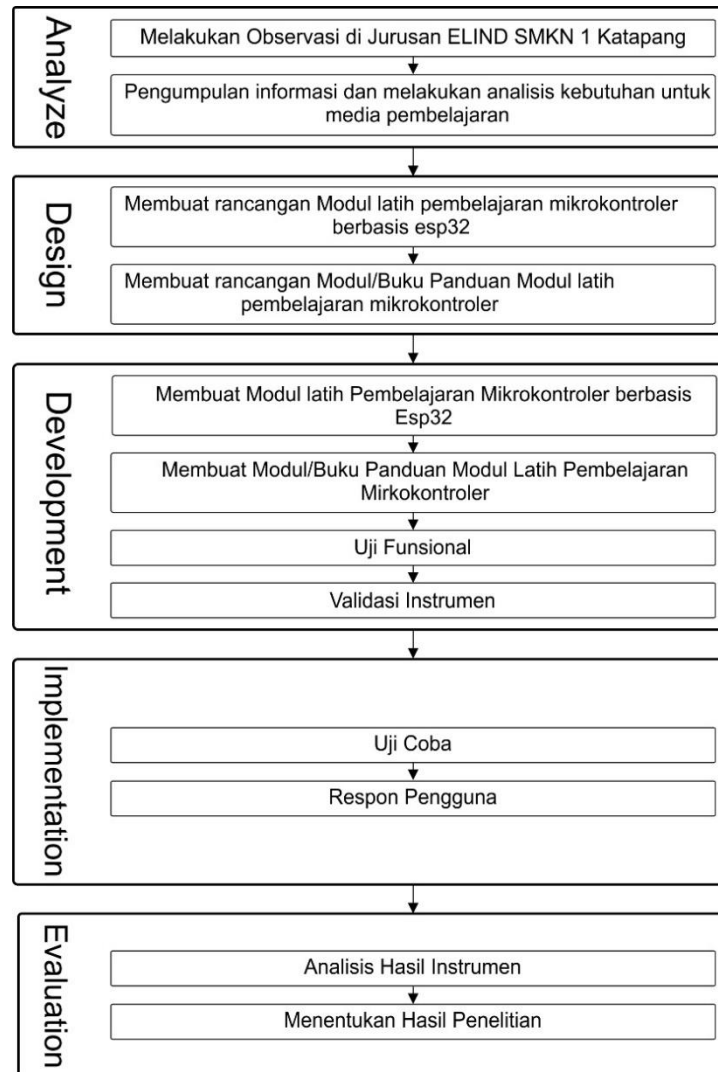 Analyze
Melakukan Observasi di Jurusan ELIND SMKN 1 Katapang
Pengumpulan informasi dan melakukan analisis kebutuhan untuk
media pembelajaran
Design
Membuat rancangan Modul latih pembelajaran mikrokontroler
berbasis esp32
Membuat rancangan Modul/Buku Panduan Modul latih
pembelajaran mikrokontroler
Development
Membuat Modul latih Pembelajaran Mikrokontroler berbasis
Esp32
Membuat Modul/Buku Panduan Modul Latih Pembelajaran
Mirkokontroler
Uji Funsional
Validasi Instrumen
Implementation
Uji Coba
Respon Pengguna
Evaluation
Analisis Hasil Instrumen
Menentukan Hasil Penelitian